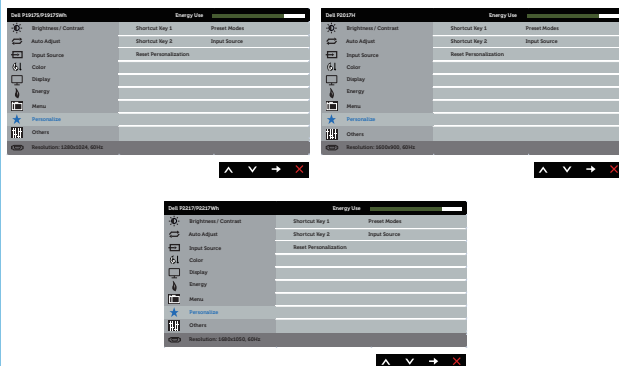 Dell P1917S/P1917SWh Energy Use
Brightness / Contrast Shortcut Key 1 Preset Modes
Auto Adjust Shortcut Key 2 Input Source
Input Source Reset Personalization
Color
Display
Energy
Menu
Personalize
Others
Resolution: 1280x1024, 60Hz
Dell P2017H Energy Use
Brightness / Contrast Shortcut Key 1 Preset Modes
Auto Adjust Shortcut Key 2 Input Source
Input Source Reset Personalization
Color
Display
Energy
Menu
Personalize
Others
Resolution: 1600x900, 60Hz
Dell P2217/P2217Wh Energy Use
Brightness / Contrast Shortcut Key 1 Preset Modes
Auto Adjust Shortcut Key 2 Input Source
Input Source Reset Personalization
Color
Display
Energy
Menu
Personalize
Others
Resolution: 1680x1050, 60Hz